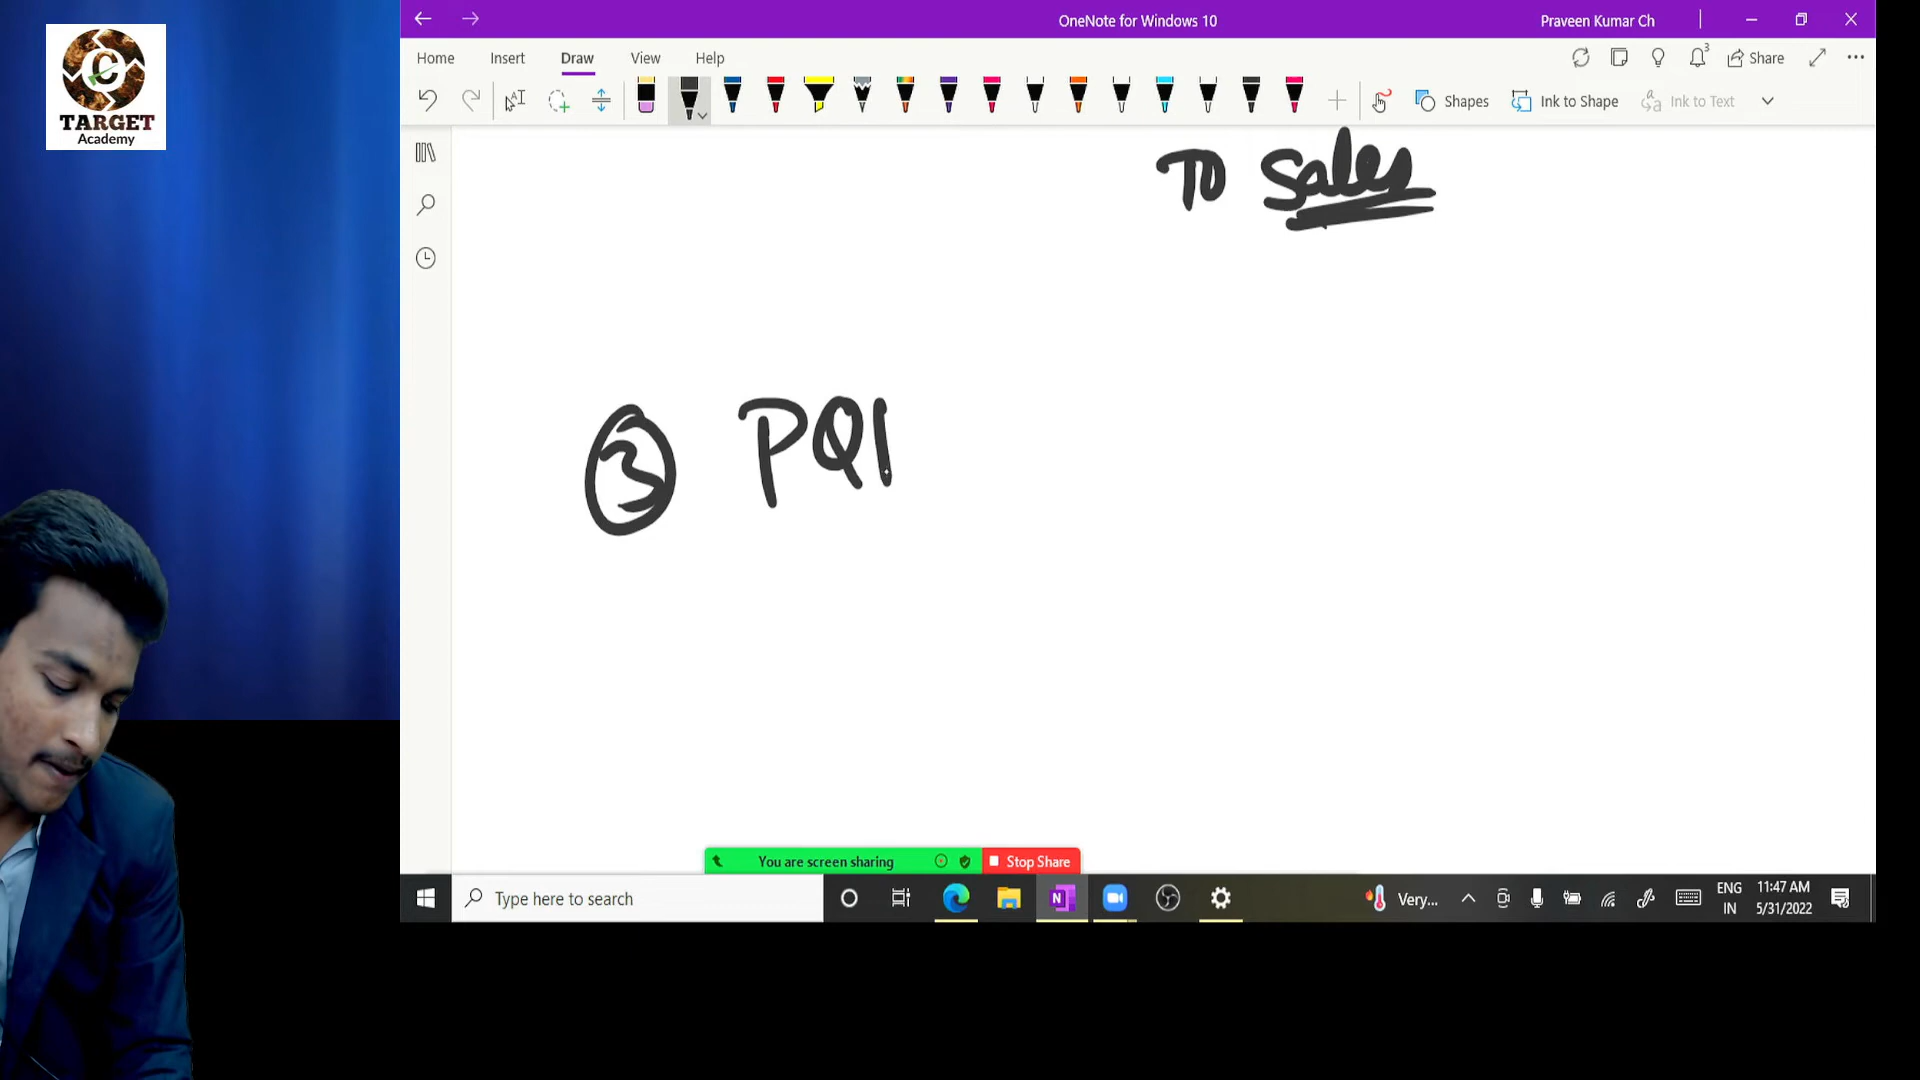 TARGET
Academy
OneNote for Windows 10
Praveen Kumar Ch
Home Insert Draw View Help
3
Share
Shapes
Ink to Shape
Ink to Text
To Sales
3 PQI
You are screen sharing
Stop Share
Type here to search
Very...
ENG
IN
11:47 AM
5/31/2022